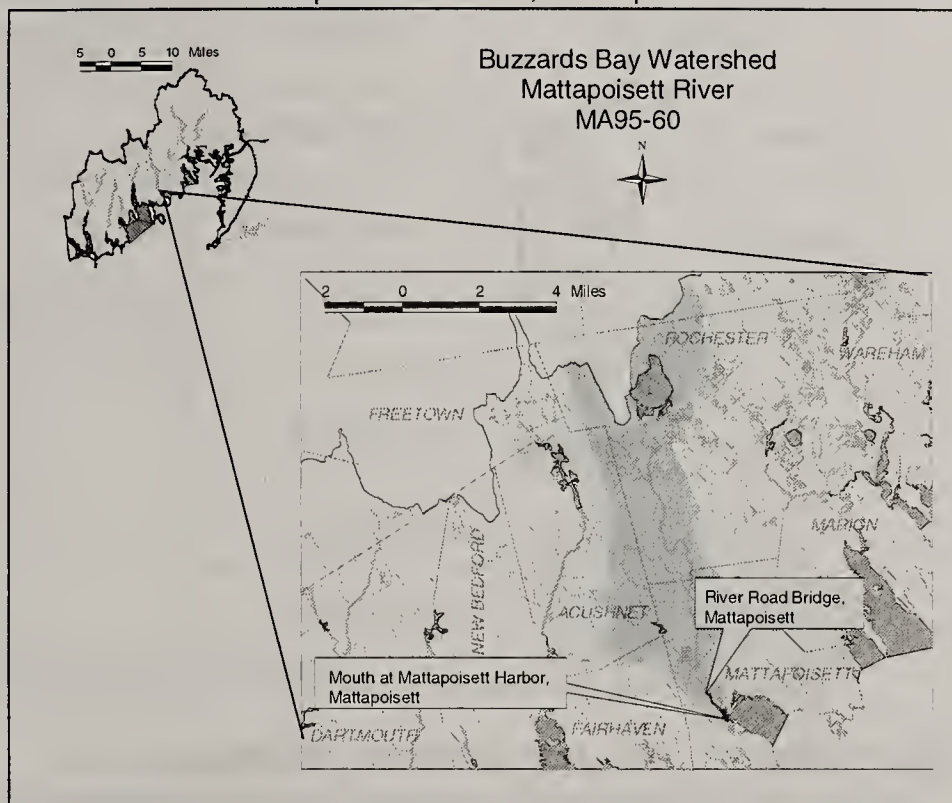 5 0 5 10 Miles
Buzzards Bay Watershed
Mattapoisett River
MA95-60
N
2 0 2 4 Miles
ROCHESTER
WAREHAM
FREETOWN
MARION
NEW BEDFORD
ACUSHNET
River Road Bridge,
Mattapoisett
MATTAPOISETT
Mouth at Mattapoisett Harbor,
Mattapoisett
DARTMOUTH
FAIRHAVEN